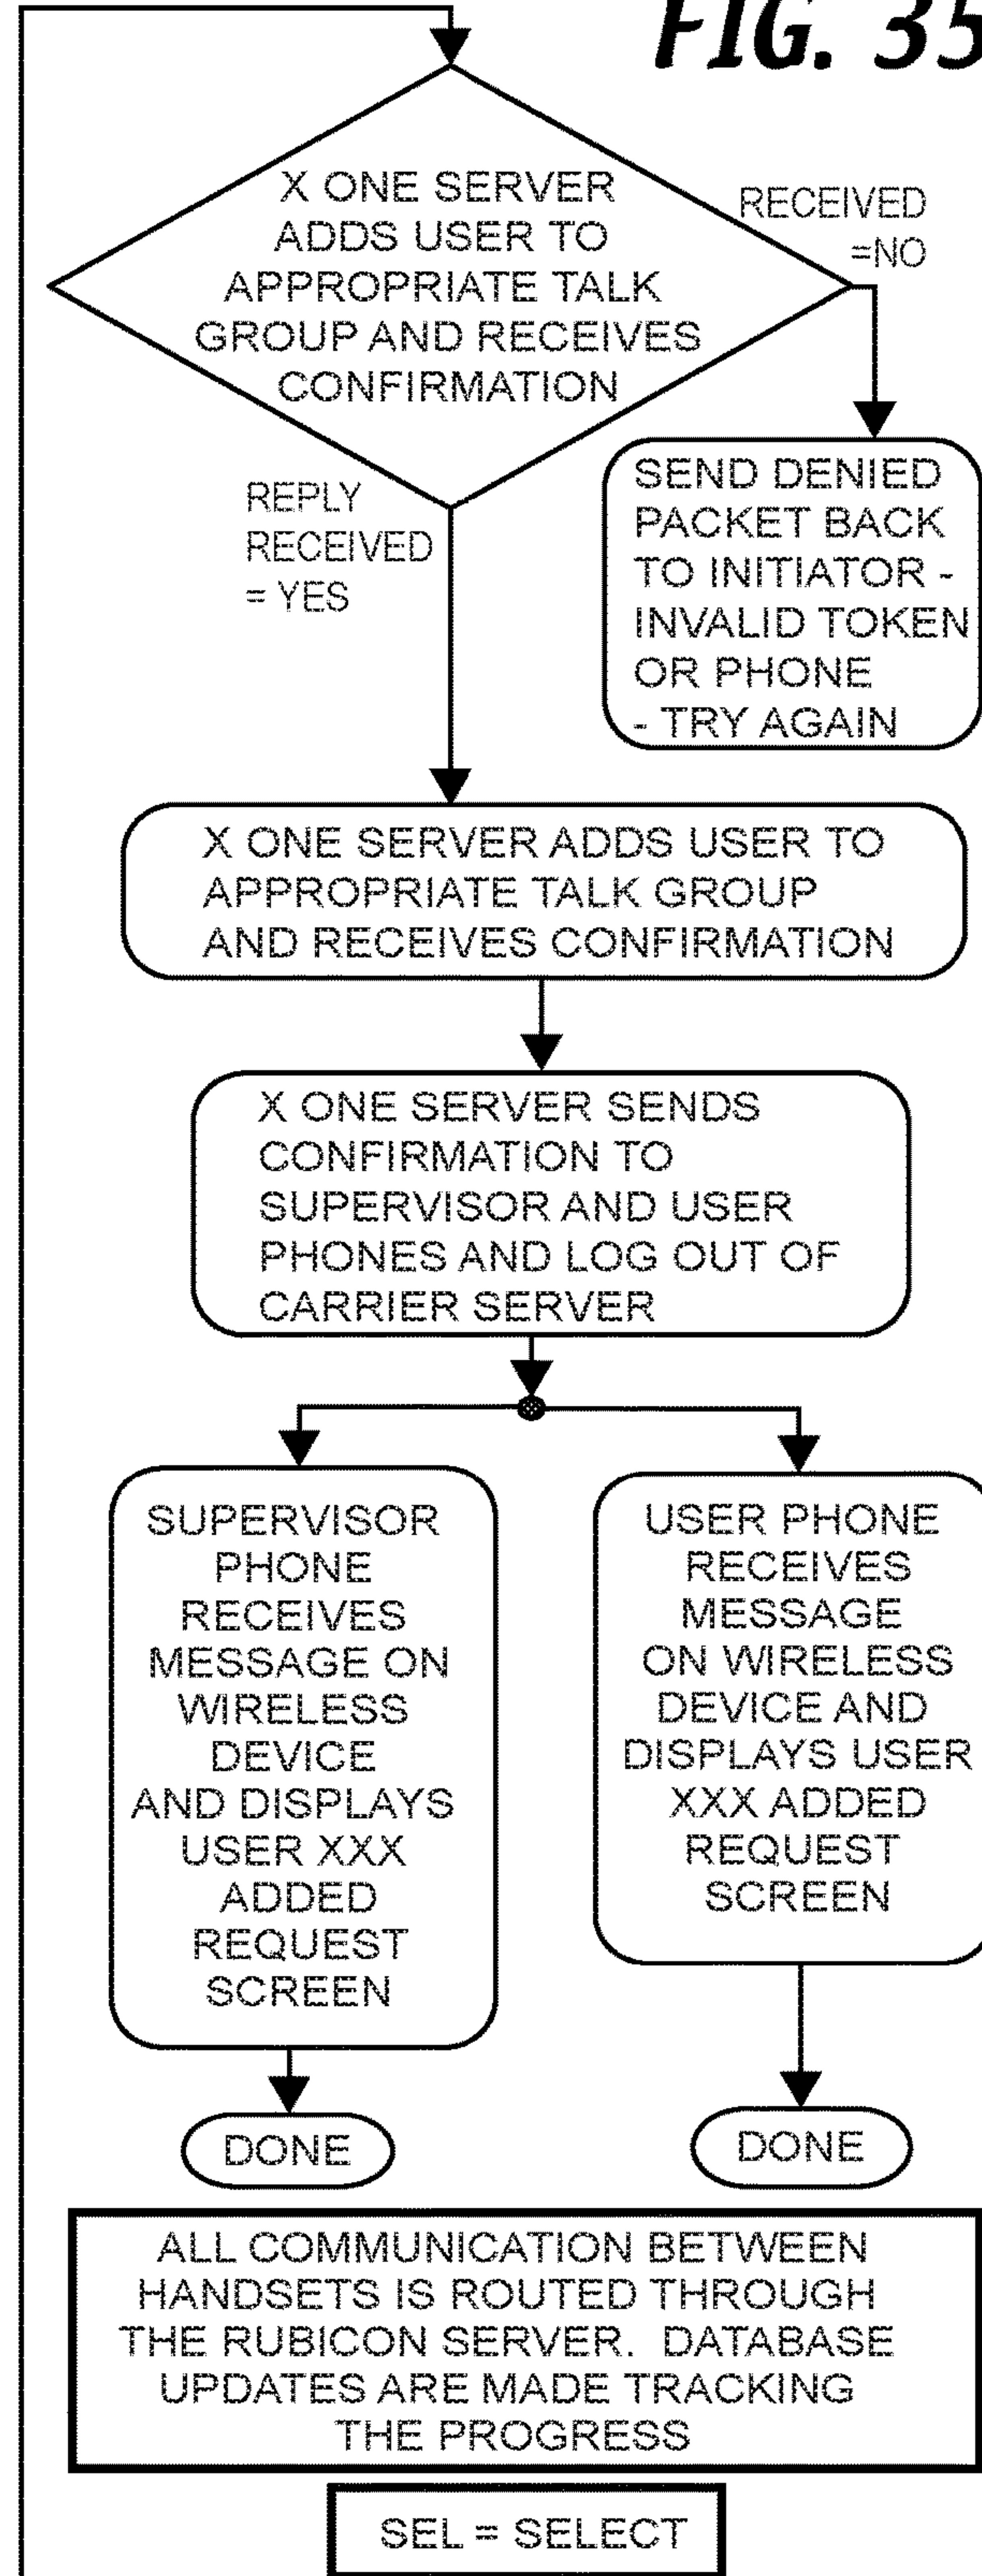 FIG. 35
X ONE SERVER
ADDS USER TO
APPROPRIATE TALK
GROUP AND RECEIVES
CONFIRMATION
RECEIVED
=NO
REPLY
RECEIVED
= YES
SEND DENIED
PACKET BACK
TO INITIATOR -
INVALID TOKEN
OR PHONE
- TRY AGAIN
X ONE SERVER ADDS USER TO
APPROPRIATE TALK GROUP
AND RECEIVES CONFIRMATION
X ONE SERVER SENDS
CONFIRMATION TO
SUPERVISOR AND USER
PHONES AND LOG OUT OF
CARRIER SERVER
SUPERVISOR
PHONE
RECEIVES
MESSAGE ON
WIRELESS
DEVICE
AND DISPLAYS
USER XXX
ADDED
REQUEST
SCREEN
USER PHONE
RECEIVES
MESSAGE
ON WIRELESS
DEVICE AND
DISPLAYS USER
XXX ADDED
REQUEST
SCREEN
DONE
DONE
ALL COMMUNICATION BETWEEN
HANDSETS IS ROUTED THROUGH
THE RUBICON SERVER. DATABASE
UPDATES ARE MADE TRACKING
THE PROGRESS
SEL = SELECT